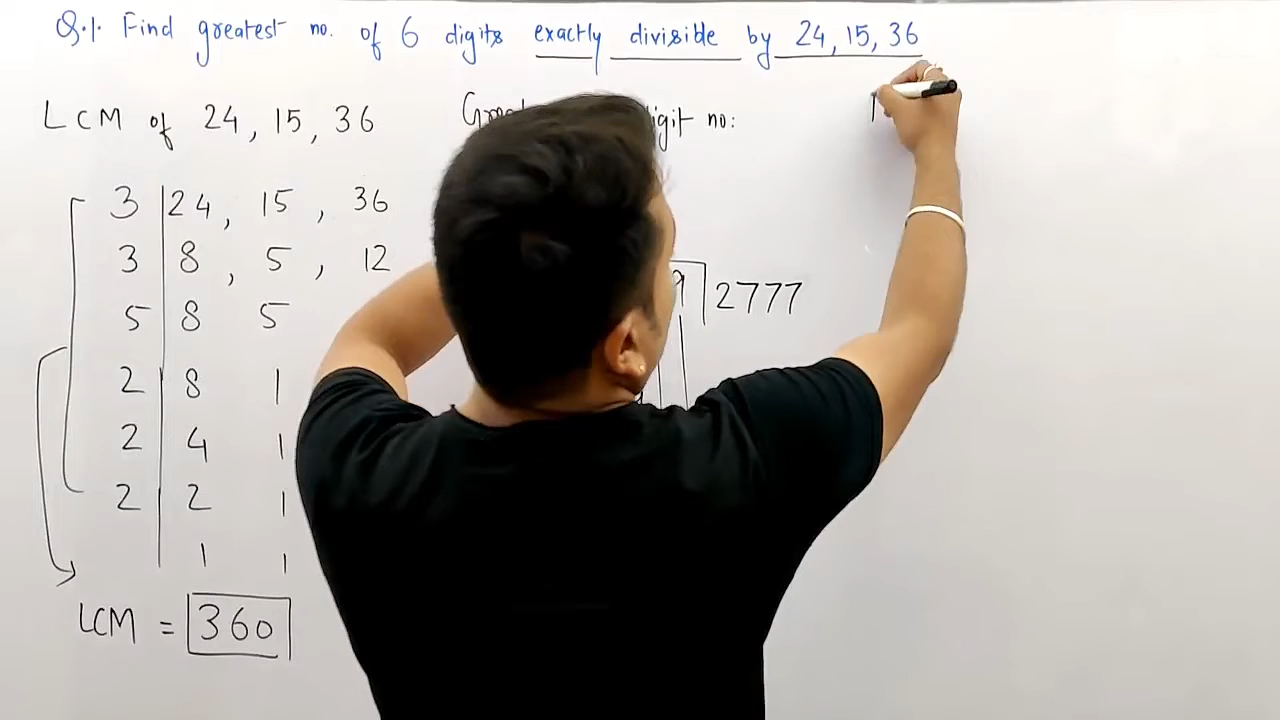 Q.1. Find greatest no. of 6 digits exactly divisible by 24, 15, 36
LCM of 24, 15, 36
digit no:
3 | 24, 15, 36
3 | 8, 5, 12
5 | 8 5
2 | 8 1
2 | 4 1
2 | 2 1
1 1
LCM = 360
9 | 2777